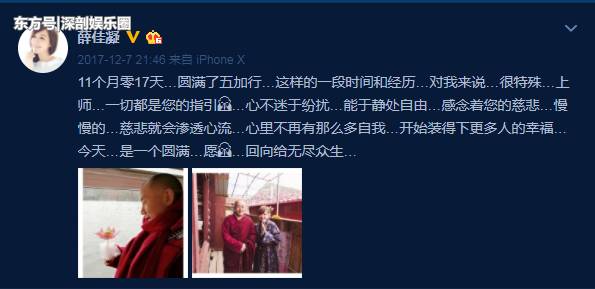 东方号|深剖娱乐圈
薛佳凝
2017-12-7 21:46 来自 iPhone X
11个月零17天…圆满了五加行…这样的一段时间和经历…对我来说…很特殊…上
师…一切都是您的指引🙏…心不迷于纷扰…能于静处自由…感念着您的慈悲…慢
慢的…慈悲就会渗透心流…心里不再有那么多自我…开始装得下更多人的幸福…
今天…是一个圆满…愿🙏…回向给无尽众生…